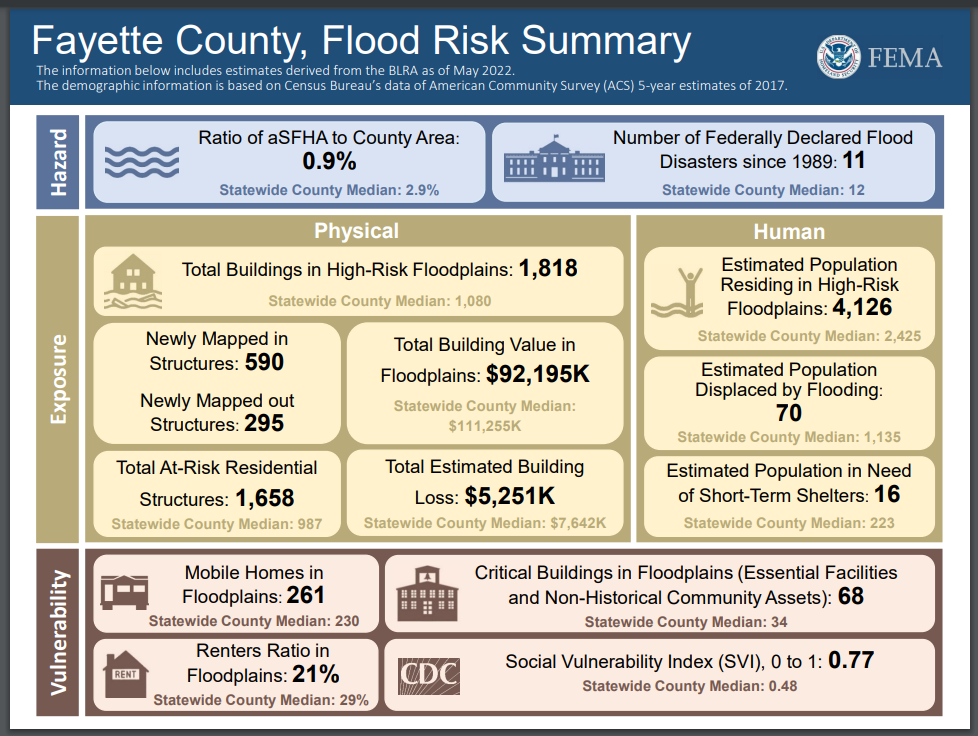 Fayette County, Flood Risk Summary
The information below includes estimates derived from the BLRA as of May 2022.
The demographic information is based on Census Bureau's data of American Community Survey (ACS) 5-year estimates of 2017.
FEMA
Hazard
Ratio of aSFHA to County Area:
0.9%
Statewide County Median: 2.9%
Number of Federally Declared Flood
Disasters since 1989: 11
Statewide County Median: 12
Exposure
Physical
Total Buildings in High-Risk Floodplains: 1,818
Statewide County Median: 1,080
Newly Mapped in
Structures: 590
Newly Mapped out
Structures: 295
Total Building Value in
Floodplains: $92,195K
Statewide County Median:
$111,255K
Total At-Risk Residential
Structures: 1,658
Statewide County Median: 987
Total Estimated Building
Loss: $5,251K
Statewide County Median: $7,642K
Human
Estimated Population
Residing in High-Risk
Floodplains: 4,126
Statewide County Median: 2,425
Estimated Population
Displaced by Flooding:
70
Statewide County Median: 1,135
Estimated Population in Need
of Short-Term Shelters: 16
Statewide County Median: 223
Vulnerability
Mobile Homes in
Floodplains: 261
Statewide County Median: 230
Critical Buildings in Floodplains (Essential Facilities
and Non-Historical Community Assets): 68
Statewide County Median: 34
RENT
Renters Ratio in
Floodplains: 21%
Statewide County Median: 29%
CDC
Social Vulnerability Index (SVI), 0 to 1: 0.77
Statewide County Median: 0.48